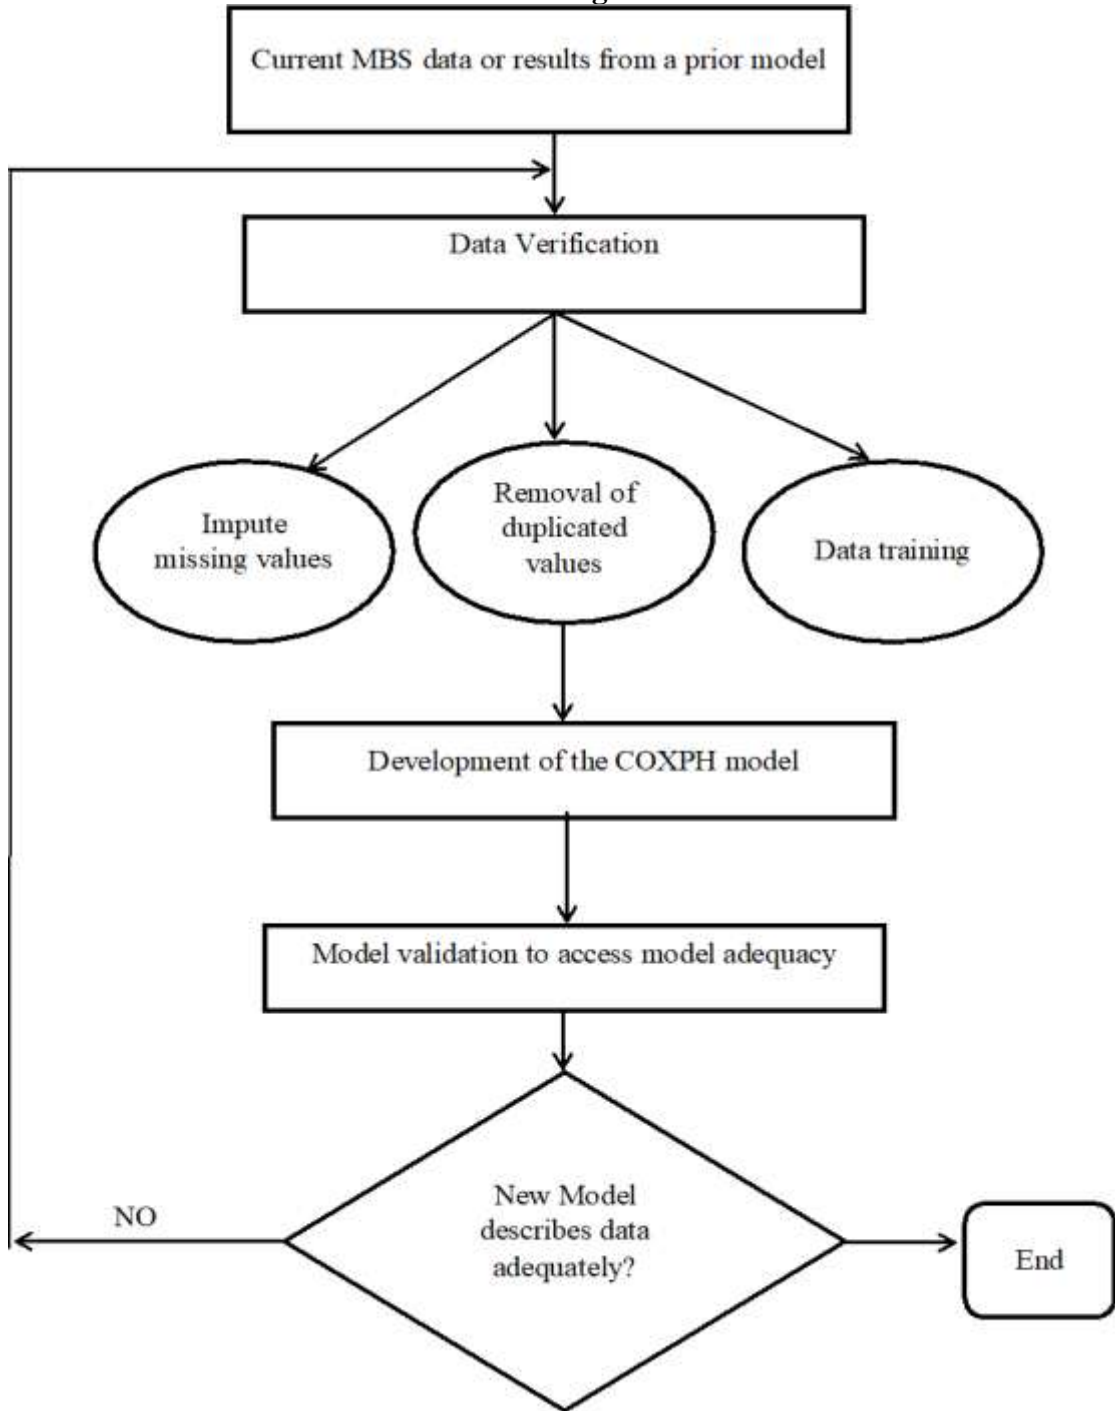 Current MBS data or results from a prior model
Data Verification
Impute
missing values
Removal of
duplicated
values
Data training
Development of the COXPH model
Model validation to access model adequacy
New Model
describes data
adequately?
NO
End